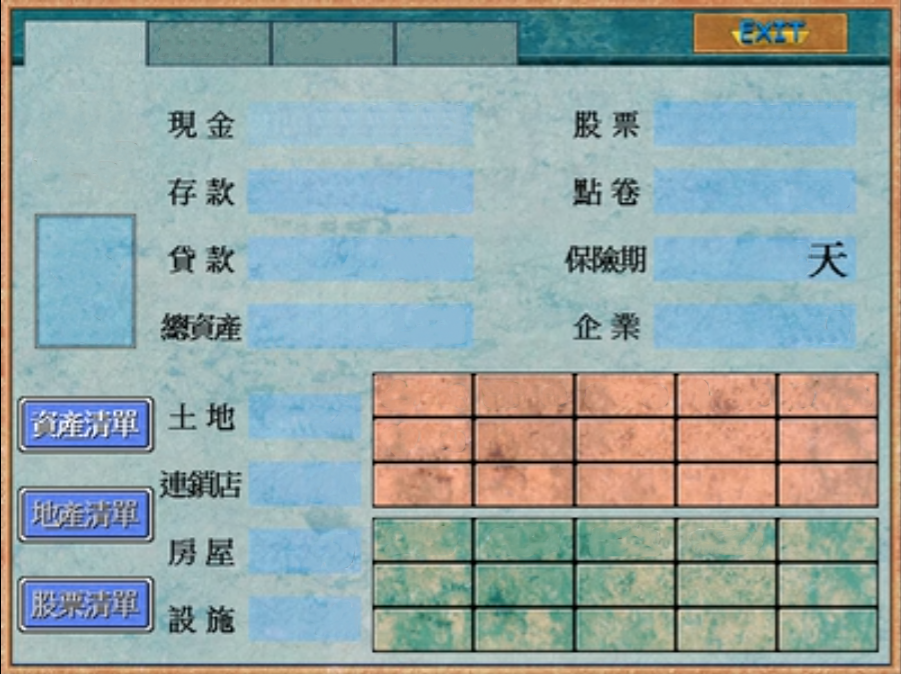 EXIT
現金
股票
存款
點卷
貸款
保險期 天
總資產
企業
資產清單
土地
連鎖店
地產清單
房屋
股票清單
設施